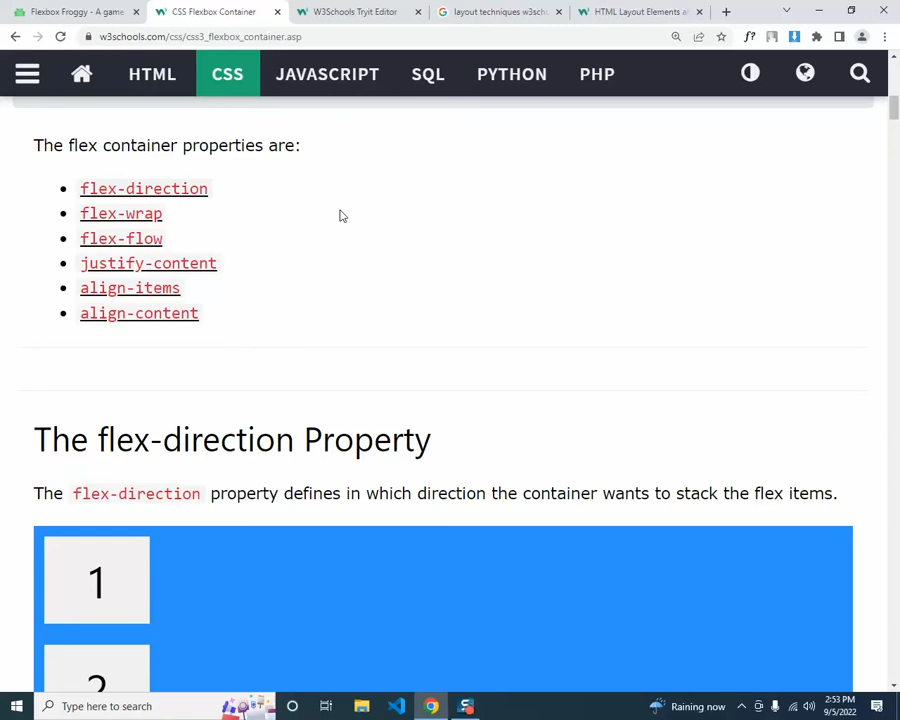 Flexbox Froggy - A game
CSS Flexbox Container
W3Schools Tryit Editor
layout techniques w3sch
HTML Layout Elements a
w3schools.com/css/css3_flexbox_container.asp
HTML
CSS
JAVASCRIPT
SQL
PYTHON
PHP
The flex container properties are:
flex-direction
flex-wrap
flex-flow
justify-content
align-items
align-content
The flex-direction Property
The flex-direction property defines in which direction the container wants to stack the flex items.
1
2
Type here to search
Raining now
2:53 PM
9/5/2022